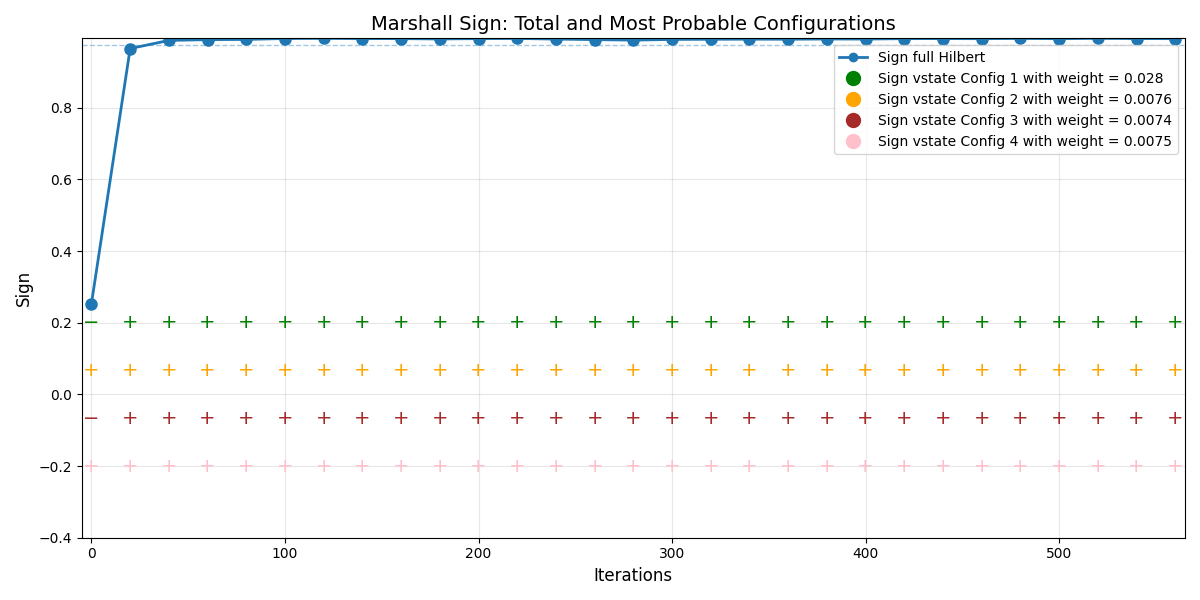 Marshall Sign: Total and Most Probable Configurations
Sign full Hilbert
Sign vstate Config 1 with weight = 0.028
Sign vstate Config 2 with weight = 0.0076
Sign vstate Config 3 with weight = 0.0074
Sign vstate Config 4 with weight = 0.0075
Sign
0.8
0.6
0.4
0.2
0.0
−0.2
−0.4
0
100
200
300
400
500
Iterations